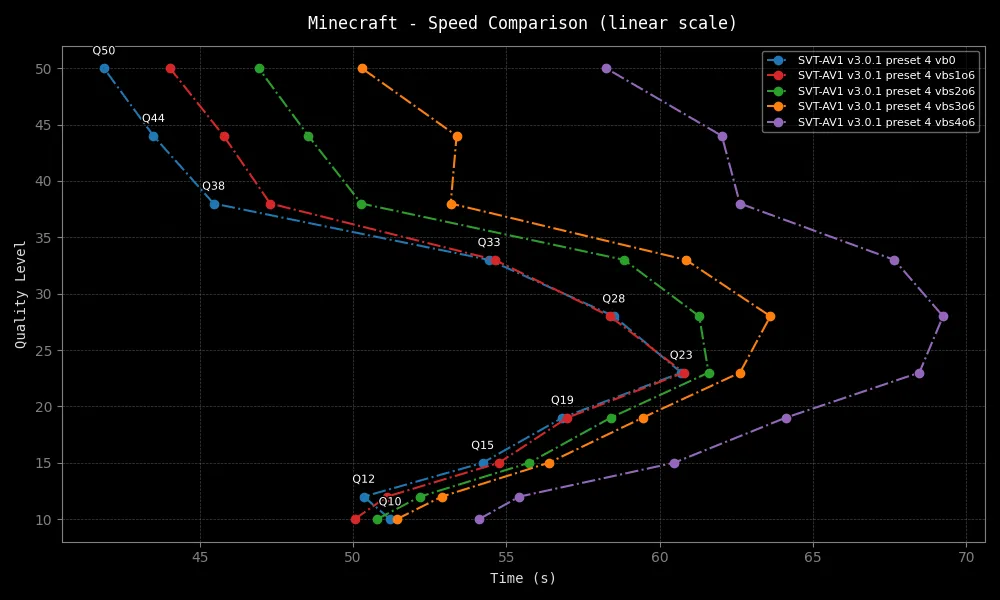 Minecraft - Speed Comparison (linear scale)
Q50
Q44
Q38
Q33
Q28
Q23
Q19
Q15
Q12
Q10
SVT-AV1 v3.0.1 preset 4 vb0
SVT-AV1 v3.0.1 preset 4 vbs1o6
SVT-AV1 v3.0.1 preset 4 vbs2o6
SVT-AV1 v3.0.1 preset 4 vbs3o6
SVT-AV1 v3.0.1 preset 4 vbs4o6
Quality Level
50
45
40
35
30
25
20
15
10
45 50 55 60 65 70
Time (s)